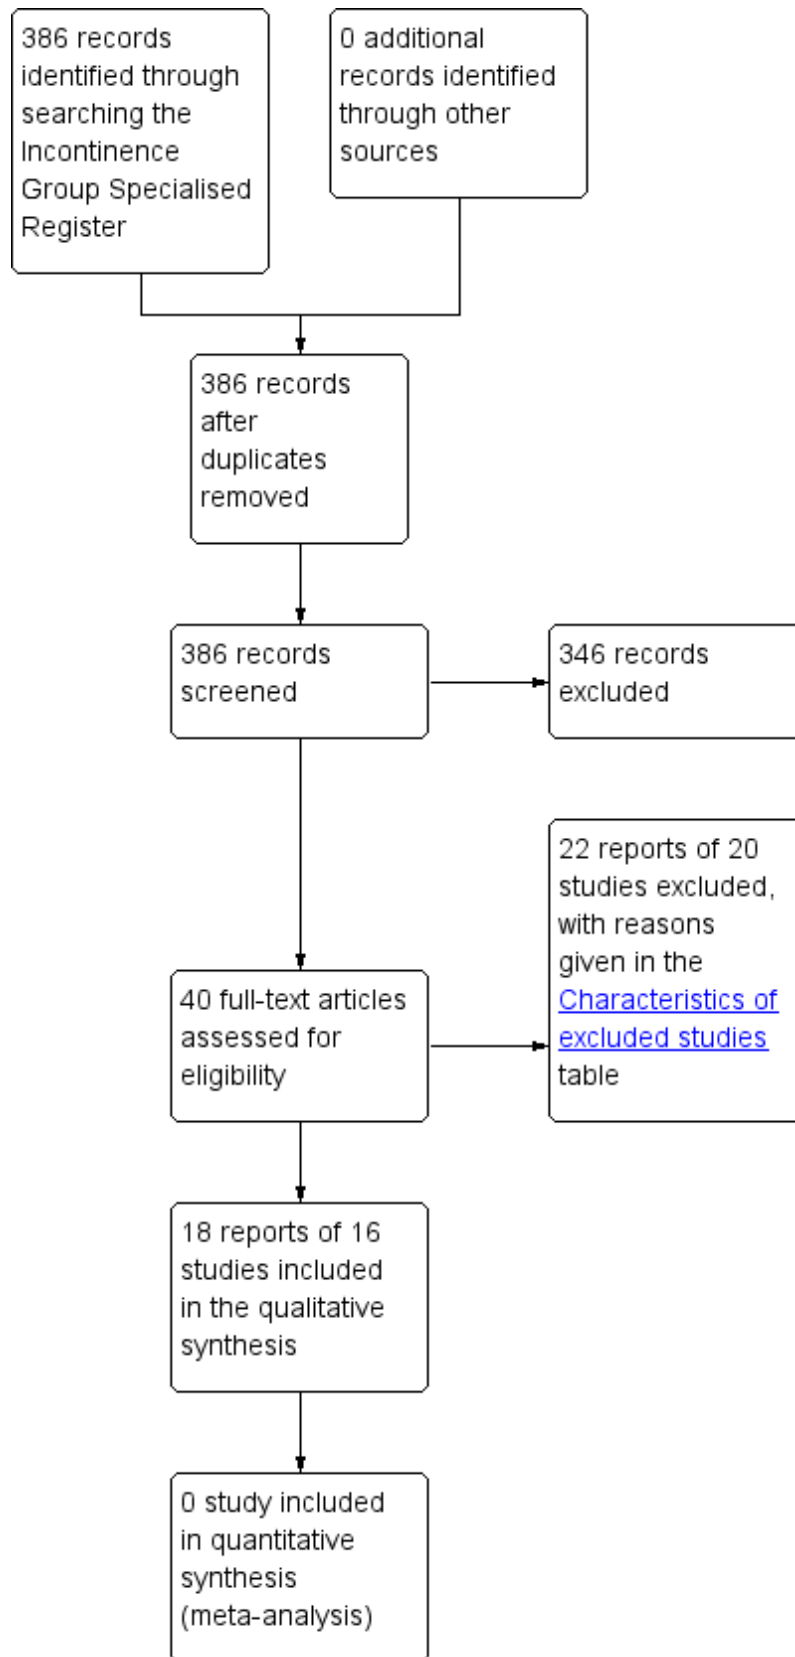 386 records
identified through
searching the
Incontinence
Group Specialised
Register
0 additional
records identified
through other
sources
386 records
after
duplicates
removed
386 records
screened
346 records
excluded
40 full-text articles
assessed for
eligibility
22 reports of 20
studies excluded,
with reasons
given in the
Characteristics of
excluded studies
table
18 reports of 16
studies included
in the qualitative
synthesis
0 study included
in quantitative
synthesis
(meta-analysis)